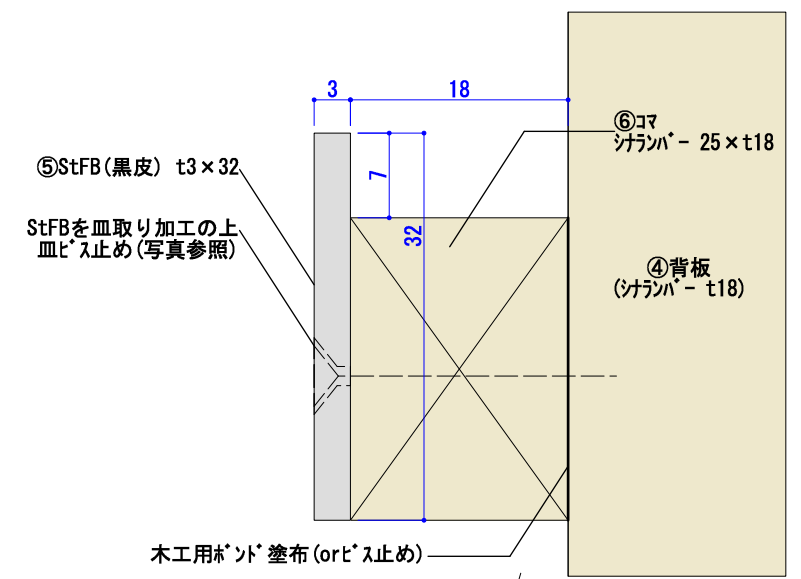 3
18
⑥コマ
シナランバー 25×t18
⑤StFB(黒皮) t3×32
7
32
StFBを皿取り加工の上
皿ビス止め(写真参照)
④背板
(シナランバー t18)
木工用ボンド塗布(orビス止め)